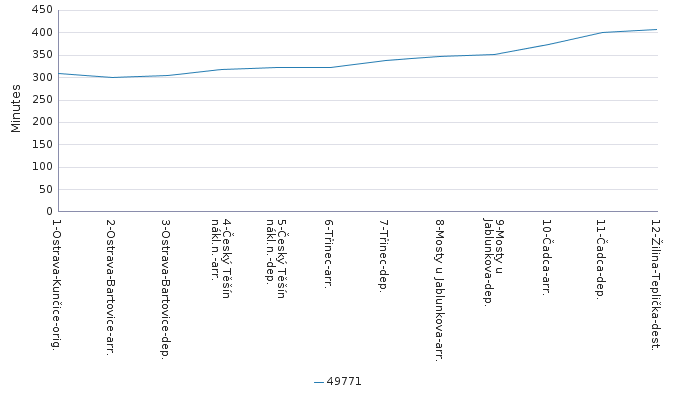 450
400
350
300
250
200
150
100
50
0
Minutes
1-Ostrava-Kunčice-orig.
2-Ostrava-Bartovice-arr.
3-Ostrava-Bartovice-dep.
4-Český Těšín
nákl.n.-arr.
5-Český Těšín
nákl.n.-dep.
6-Třinec-arr.
7-Třinec-dep.
8-Mosty u Jablunkova-arr.
9-Mosty u
Jablunkova-dep.
10-Čadca-arr.
11-Čadca-dep.
12-Žilina-Teplička-dest.
49771